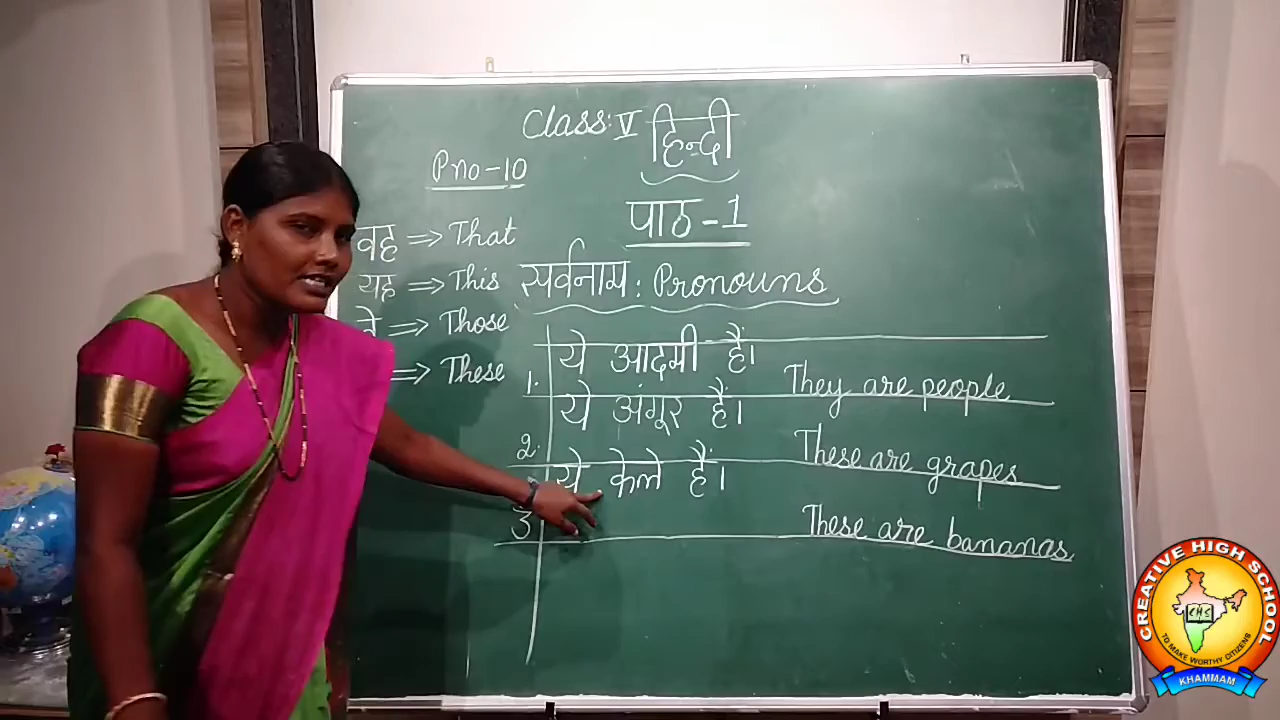 Class: V हिन्दी
Pno-10
पाठ-1
वह ⇒ That
यह ⇒ This
वे ⇒ Those
⇒ These
सर्वनाम: Pronouns
1. ये आदमी हैं। They are people
2. ये अंगूर हैं। These are grapes
3 ये केले हैं। These are bananas
CREATIVE HIGH SCHOOL
CHS
TO MAKE WORTHY CITIZENS
KHAMMAM